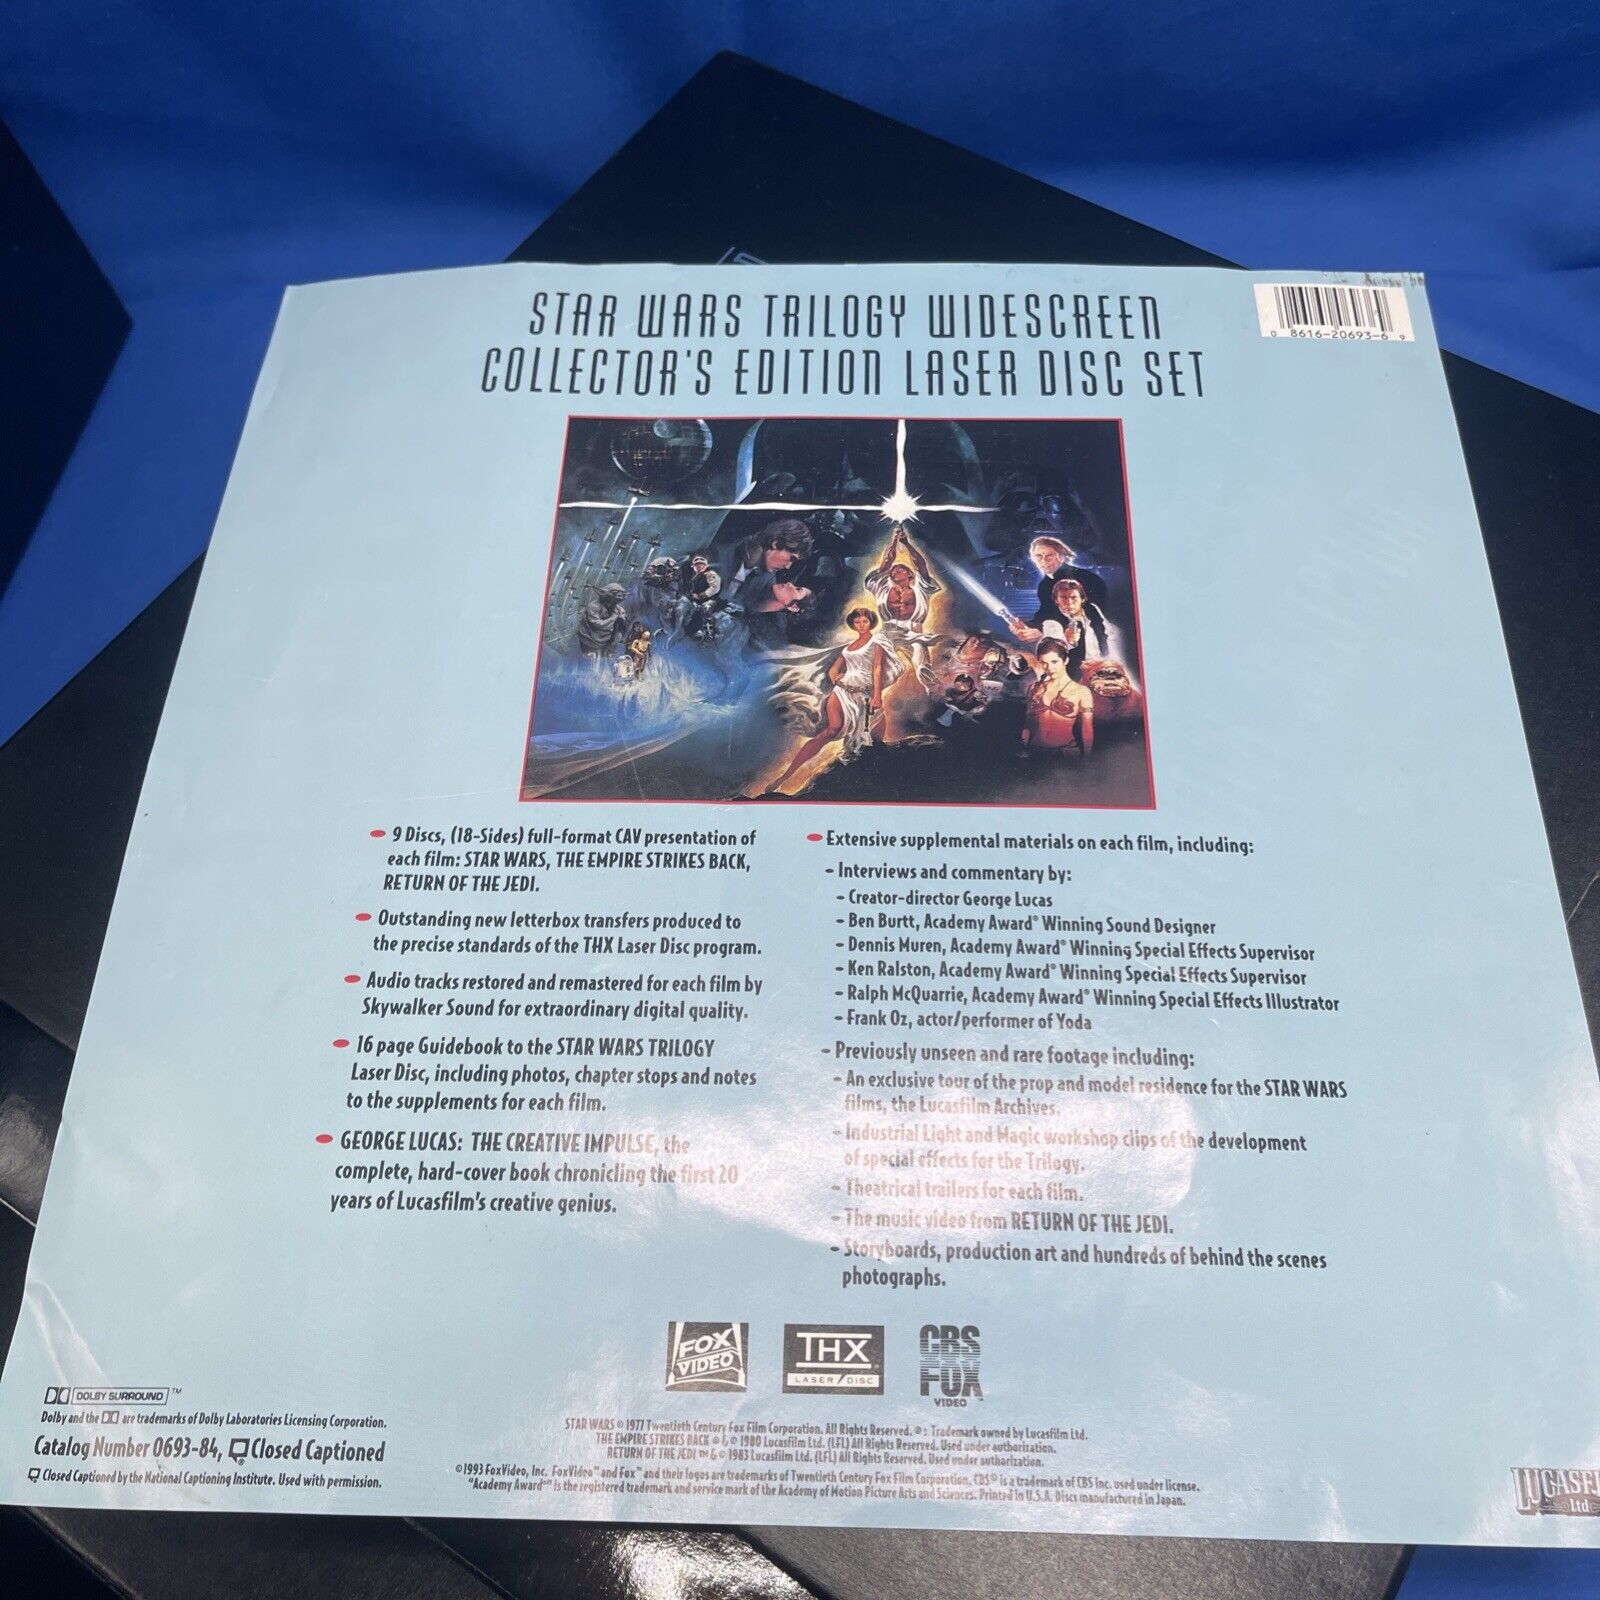 STAR WARS TRILOGY WIDESCREEN
COLLECTOR'S EDITION LASER DISC SET
0 8616-20693-6 9
9 Discs, (18-Sides) full-format CAV presentation of
each film: STAR WARS, THE EMPIRE STRIKES BACK,
RETURN OF THE JEDI.
Outstanding new letterbox transfers produced to
the precise standards of the THX Laser Disc program.
Audio tracks restored and remastered for each film by
Skywalker Sound for extraordinary digital quality.
16 page Guidebook to the STAR WARS TRILOGY
Laser Disc, including photos, chapter stops and notes
to the supplements for each film.
GEORGE LUCAS: THE CREATIVE IMPULSE, the
complete, hard-cover book chronicling the first 20
years of Lucasfilm's creative genius.
Extensive supplemental materials on each film, including:
- Interviews and commentary by:
- Creator-director George Lucas
- Ben Burtt, Academy Award® Winning Sound Designer
- Dennis Muren, Academy Award® Winning Special Effects Supervisor
- Ken Ralston, Academy Award® Winning Special Effects Supervisor
- Ralph McQuarrie, Academy Award® Winning Special Effects Illustrator
- Frank Oz, actor/performer of Yoda
- Previously unseen and rare footage including:
- An exclusive tour of the prop and model residence for the STAR WARS
films, the Lucasfilm Archives.
- Industrial Light and Magic workshop clips of the development
of special effects for the Trilogy.
- Theatrical trailers for each film.
- The music video from RETURN OF THE JEDI.
- Storyboards, production art and hundreds of behind the scenes
photographs.
FOX
VIDEO
THX
LASER DISC
CBS
FOX
VIDEO
DOLBY SURROUND ™
Dolby and the are trademarks of Dolby Laboratories Licensing Corporation.
Catalog Number 0693-84, Closed Captioned
Closed Captioned by the National Captioning Institute. Used with permission.
STAR WARS © 1977 Twentieth Century Fox Film Corporation. All Rights Reserved. ®: Trademark owned by Lucasfilm Ltd.
THE EMPIRE STRIKES BACK ® & © 1980 Lucasfilm Ltd. (LFL) All Rights Reserved. Used under authorization.
RETURN OF THE JEDI ™ & © 1983 Lucasfilm Ltd. (LFL) All Rights Reserved. Used under authorization.
©1993 FoxVideo, Inc. FoxVideo™ and Fox™ and their logos are trademarks of Twentieth Century Fox Film Corporation. CBS® is a trademark of CBS Inc. used under license.
"Academy Award®" is the registered trademark and service mark of the Academy of Motion Picture Arts and Sciences. Printed in U.S.A. Discs manufactured in Japan.
LUCASFI
Ltd